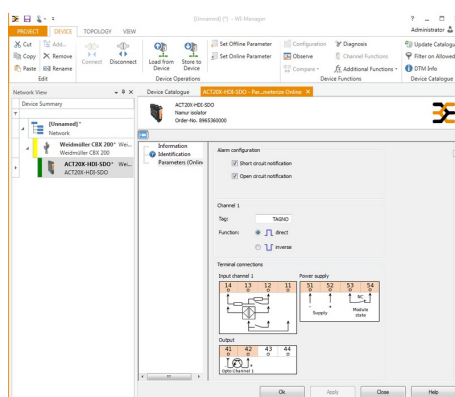 [Unnamed] (*) - WI-Manager
PROJECT DEVICE TOPOLOGY VIEW Administrator
Cut Add... Connect Disconnect Load from Device Store to Device Set Offline Parameter Configuration Diagnosis Update Catalogue
Copy Remove Set Online Parameter Observe Channel Functions Filter on Allowed
Paste Rename Compare Additional Functions DTM Info
Edit Device Operations Device Functions Device Catalogue
Network View Device Catalogue ACT20X-HDI-SDO - Par...meterize Online
Device Summary
ACT20X-HDI-SDO
Namur isolator
Order-No. 8965360000
[Unnamed]*
Network
Weidmüller CBX 200* Wei...
Weidmüller CBX 200
ACT20X-HDI-SDO* Wei...
ACT20X-HDI-SDO
Information
Identification
Parameters (Online
Alarm configuration
Short circuit notification
Open circuit notification
Channel 1
Tag: TAGNO
Function: direct
inverse
Terminal connections
Input channel 1 Power supply
14 13 12 11 51 52 53 54
NC
- +
Supply Module state
Output
41 42 43 44
Opto Channel 1
Ok Apply Close Help